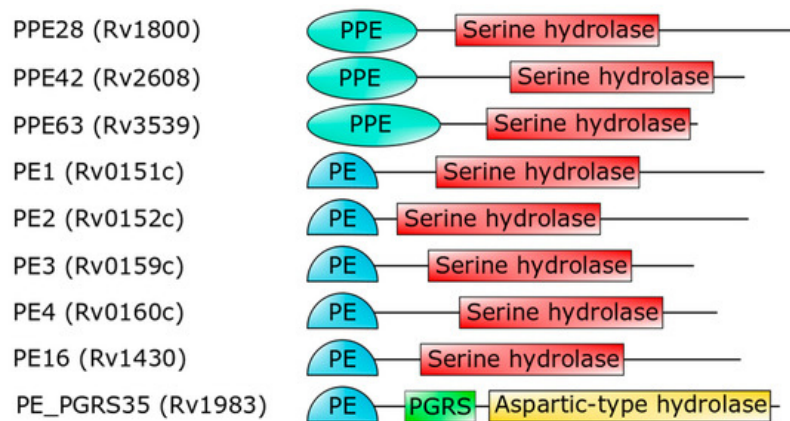 PPE28 (Rv1800) PPE Serine hydrolase
PPE42 (Rv2608) PPE Serine hydrolase
PPE63 (Rv3539) PPE Serine hydrolase
PE1 (Rv0151c) PE Serine hydrolase
PE2 (Rv0152c) PE Serine hydrolase
PE3 (Rv0159c) PE Serine hydrolase
PE4 (Rv0160c) PE Serine hydrolase
PE16 (Rv1430) PE Serine hydrolase
PE_PGRS35 (Rv1983) PE PGRS Aspartic-type hydrolase